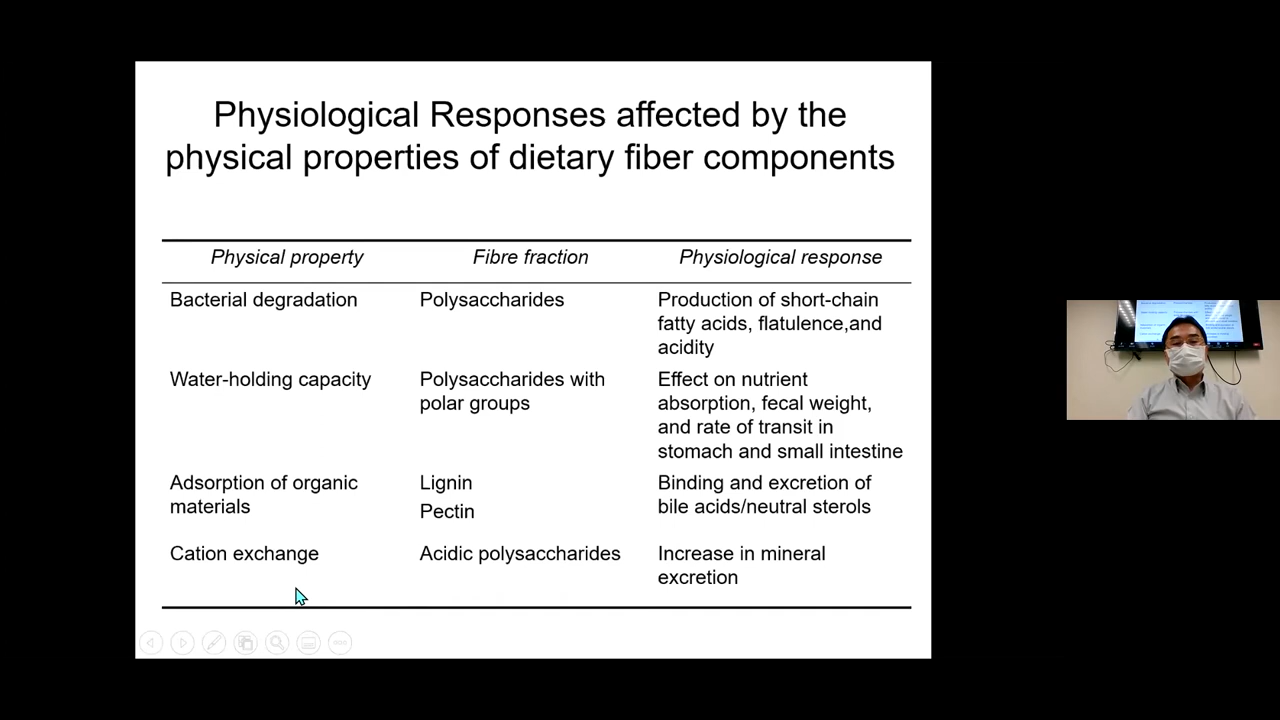 Physiological Responses affected by the
physical properties of dietary fiber components
Physical property
Fibre fraction
Physiological response
Bacterial degradation
Polysaccharides
Production of short-chain
fatty acids, flatulence,and
acidity
Water-holding capacity
Polysaccharides with
polar groups
Effect on nutrient
absorption, fecal weight,
and rate of transit in
stomach and small intestine
Adsorption of organic
materials
Lignin
Pectin
Binding and excretion of
bile acids/neutral sterols
Cation exchange
Acidic polysaccharides
Increase in mineral
excretion